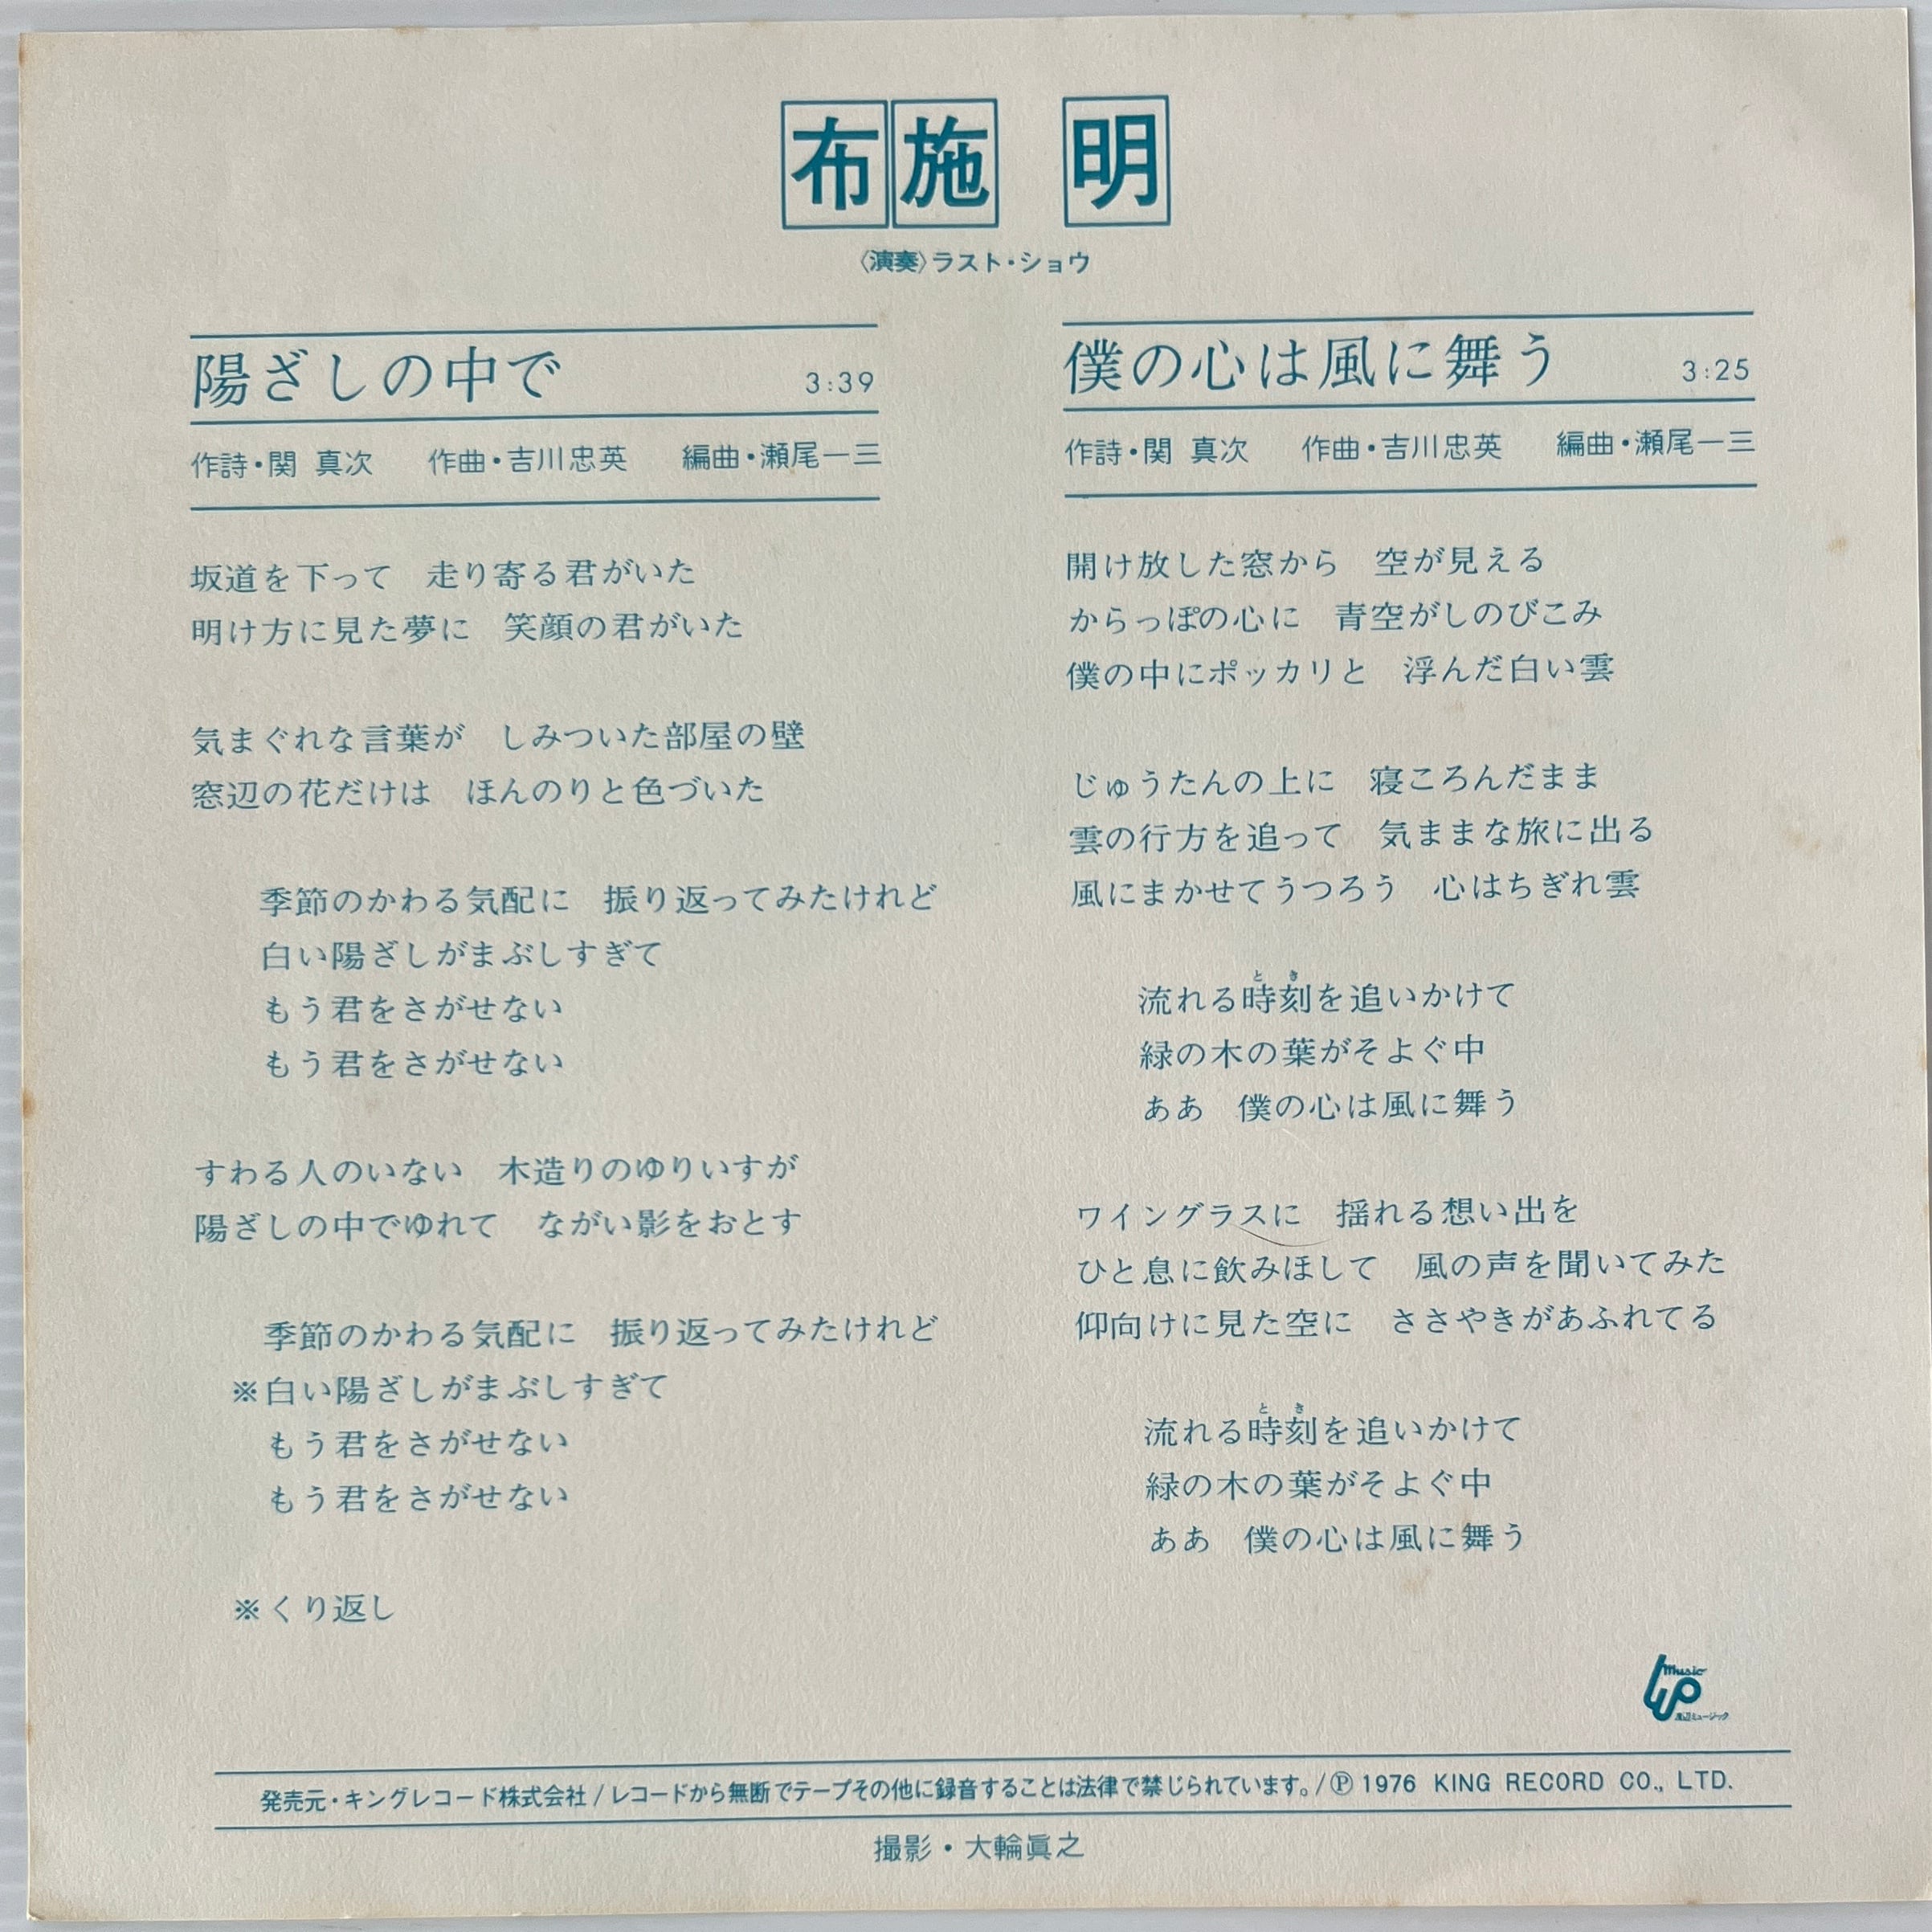 布施 明
〈演奏〉ラスト・ショウ
陽ざしの中で 3:39
作詩・関 真次 作曲・吉川忠英 編曲・瀬尾一三
坂道を下って 走り寄る君がいた
明け方に見た夢に 笑顔の君がいた
気まぐれな言葉が しみついた部屋の壁
窓辺の花だけは ほんのりと色づいた
季節のかわる気配に 振り返ってみたけれど
白い陽ざしがまぶしすぎて
もう君をさがせない
もう君をさがせない
すわる人のいない 木造りのゆりいすが
陽ざしの中でゆれて ながい影をおとす
季節のかわる気配に 振り返ってみたけれど
※白い陽ざしがまぶしすぎて
もう君をさがせない
もう君をさがせない
※くり返し
僕の心は風に舞う 3:25
作詩・関 真次 作曲・吉川忠英 編曲・瀬尾一三
開け放した窓から 空が見える
からっぽの心に 青空がしのびこみ
僕の中にポッカリと 浮んだ白い雲
じゅうたんの上に 寝ころんだまま
雲の行方を追って 気ままな旅に出る
風にまかせてうつろう 心はちぎれ雲
とき
流れる時刻を追いかけて
緑の木の葉がそよぐ中
ああ 僕の心は風に舞う
ワイングラスに 揺れる想い出を
ひと息に飲みほして 風の声を聞いてみた
仰向けに見た空に ささやきがあふれてる
とき
流れる時刻を追いかけて
緑の木の葉がそよぐ中
ああ 僕の心は風に舞う
music
渡辺ミュージック
発売元・キングレコード株式会社/レコードから無断でテープその他に録音することは法律で禁じられています。/Ⓟ1976 KING RECORD CO., LTD.
撮影・大輪眞之